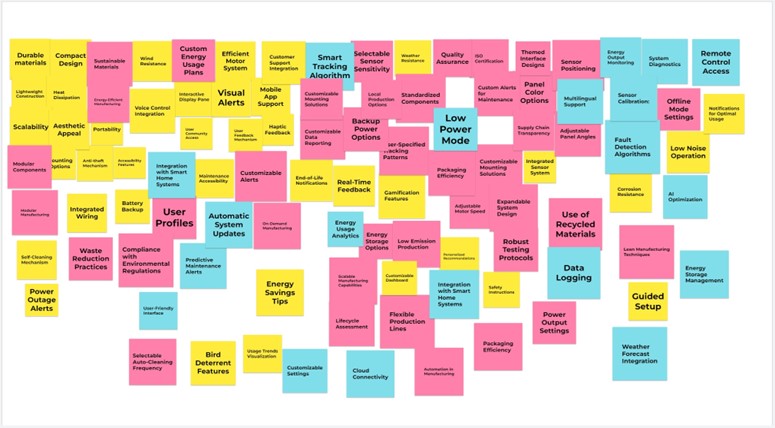 Durable
materials
Compact
Design
Sustainable
Materials
Wind
Resistance
Custom
Energy
Usage
Plans
Efficient
Motor
System
Customer
Support
Integration
Smart
Tracking
Algorithm
Selectable
Sensor
Sensitivity
Weather
Resistance
Quality
Assurance
ISO
Certification
Themed
Interface
Designs
Sensor
Positioning
Energy
Output
Monitoring
System
Diagnostics
Remote
Control
Access
Lightweight
Construction
Heat
Dissipation
Energy-Efficient
Manufacturing
Voice Control
Integration
Interactive
Display Panel
Visual
Alerts
Mobile
App
Support
Customizable
Mounting
Solutions
Local
Production
Options
Standardized
Components
Custom Alerts
for
Maintenance
Panel
Color
Options
Multilingual
Support
Sensor
Calibration:
Offline
Mode
Settings
Notifications
for Optimal
Usage
Scalability
Aesthetic
Appeal
Portability
User
Community
Access
User
Feedback
Mechanism
Haptic
Feedback
Customizable
Data
Reporting
Backup
Power
Options
Low
Power
Mode
Supply Chain
Transparency
Adjustable
Panel Angles
Fault
Detection
Algorithms
Low Noise
Operation
Modular
Components
ounting
Options
Anti-theft
Mechanism
Accessibility
Features
Integration
with Smart
Home
Systems
Maintenance
Accessibility
Customizable
Alerts
End-of-Life
Notifications
Real-Time
Feedback
ser-Specified
acking
Patterns
Gamification
Features
Packaging
Efficiency
Customizable
Mounting
Solutions
Integrated
Sensor
System
Corrosion
Resistance
AI
Optimization
Modular
Manufacturing
Integrated
Wiring
Battery
Backup
User
Profiles
Automatic
System
Updates
On-Demand
Manufacturing
Energy
Usage
Analytics
Energy
Storage
Options
Low Emission
Production
Adjustable
Motor Speed
Expandable
System
Design
Use of
Recycled
Materials
Lean Manufacturing
Techniques
Self-Cleaning
Mechanism
Waste
Reduction
Practices
Compliance
with
Environmental
Regulations
Predictive
Maintenance
Alerts
Personalized
Recommendations
Robust
Testing
Protocols
Data
Logging
Energy
Storage
Management
Power
Outage
Alerts
User-Friendly
Interface
Energy
Savings
Tips
Scalable
Manufacturing
Capabilities
Customizable
Dashboard
Integration
with Smart
Home
Systems
Safety
Instructions
Guided
Setup
Lifecycle
Assessment
Flexible
Production
Lines
Power
Output
Settings
Selectable
Auto-Cleaning
Frequency
Bird
Deterrent
Features
Usage Trends
Visualization
Customizable
Settings
Cloud
Connectivity
Automation in
Manufacturing
Packaging
Efficiency
Weather
Forecast
Integration